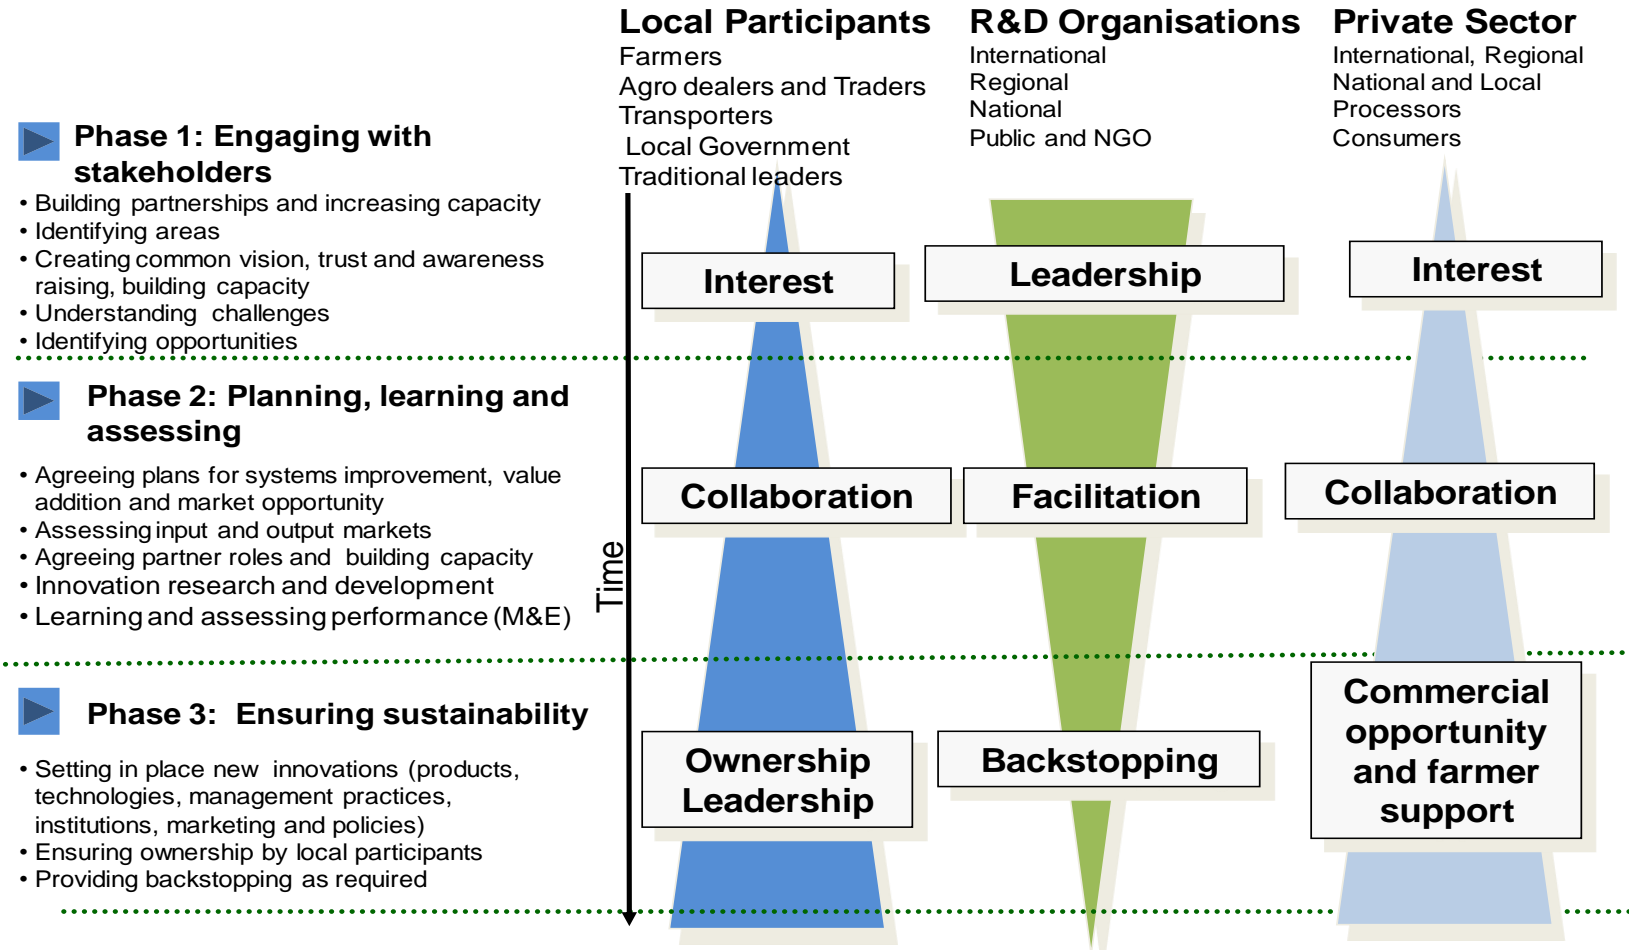 Local Participants
Farmers
Agro dealers and Traders
Transporters
Local Government
Traditional leaders
R&D Organisations
International
Regional
National
Public and NGO
Private Sector
International, Regional
National and Local
Processors
Consumers
Phase 1: Engaging with
stakeholders
• Building partnerships and increasing capacity
• Identifying areas
• Creating common vision, trust and awareness
raising, building capacity
• Understanding challenges
• Identifying opportunities
Interest
Leadership
Interest
Phase 2: Planning, learning and
assessing
• Agreeing plans for systems improvement, value
addition and market opportunity
• Assessing input and output markets
• Agreeing partner roles and building capacity
• Innovation research and development
• Learning and assessing performance (M&E)
Time
Collaboration
Facilitation
Collaboration
Phase 3: Ensuring sustainability
• Setting in place new innovations (products,
technologies, management practices,
institutions, marketing and policies)
• Ensuring ownership by local participants
• Providing backstopping as required
Ownership
Leadership
Backstopping
Commercial
opportunity
and farmer
support